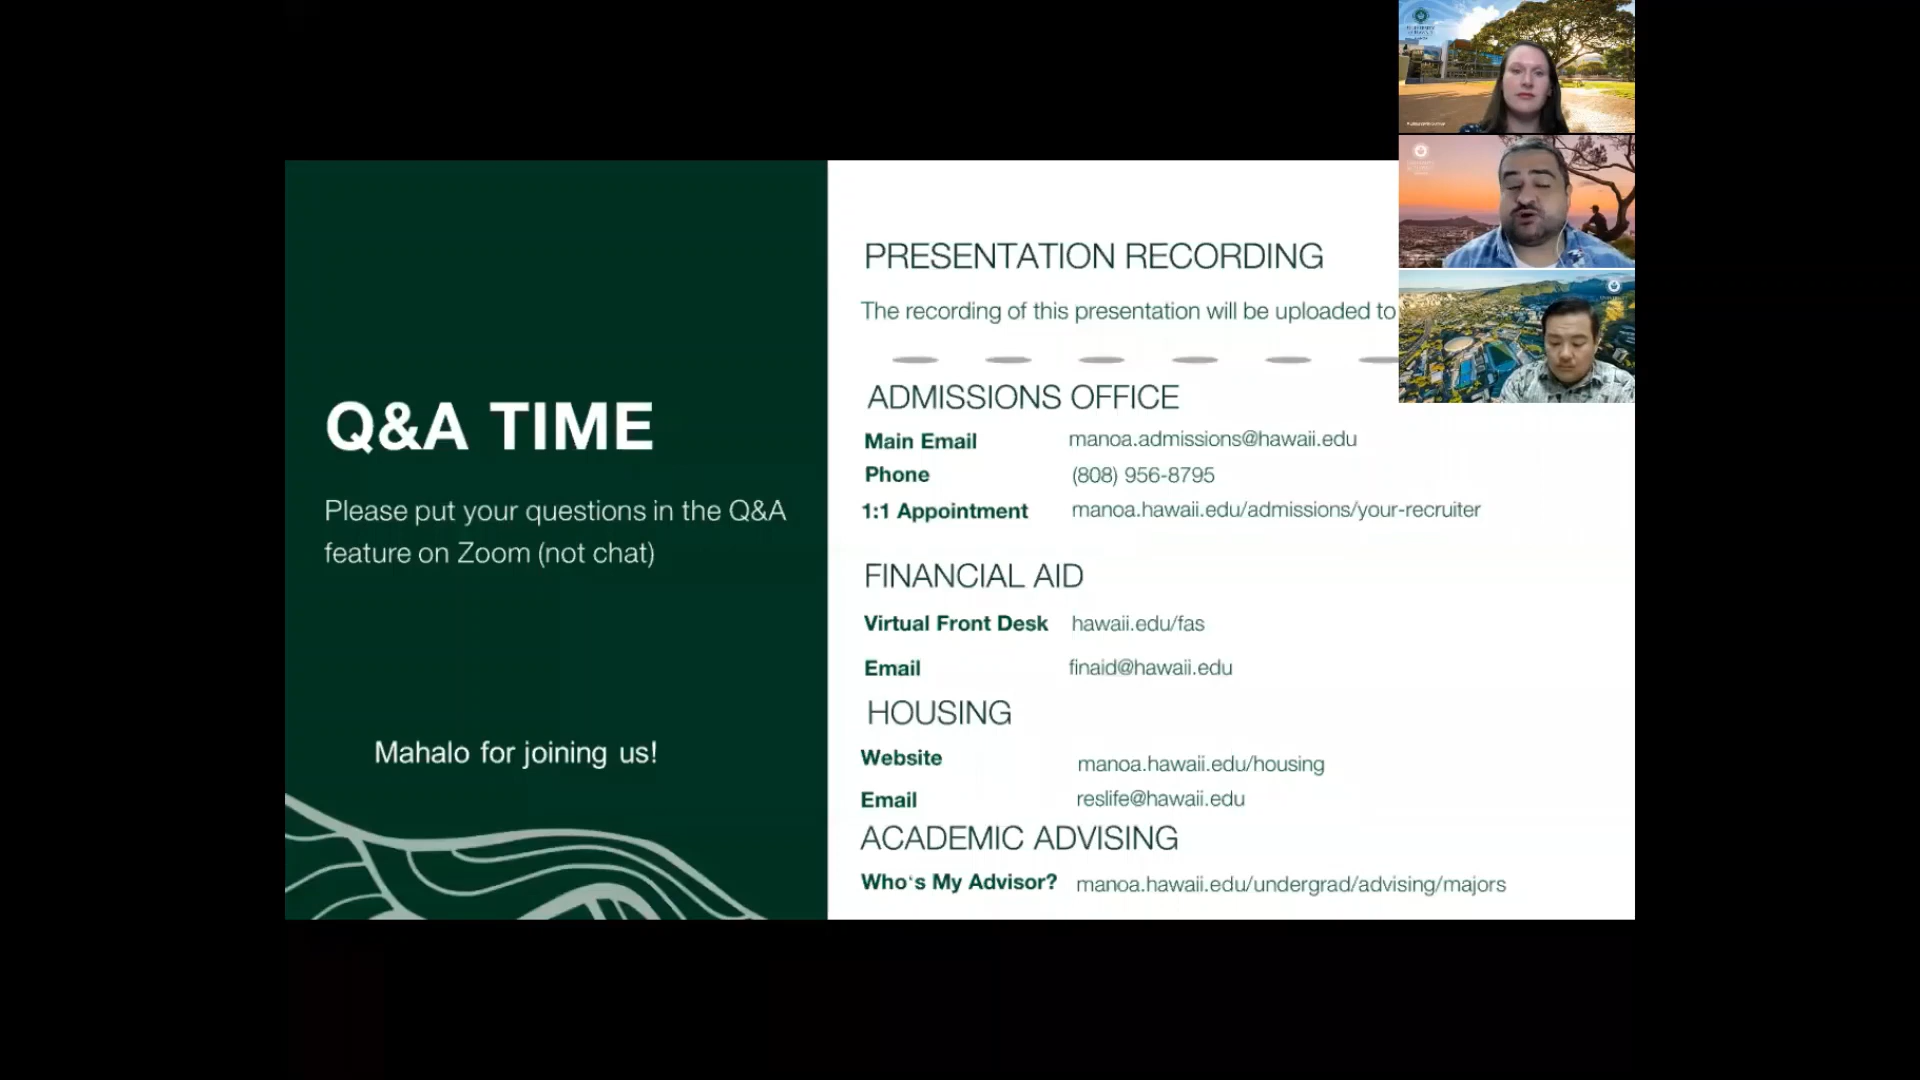 Q&A TIME
Please put your questions in the Q&A
feature on Zoom (not chat)
Mahalo for joining us!
PRESENTATION RECORDING
The recording of this presentation will be uploaded to
ADMISSIONS OFFICE
Main Email manoa.admissions@hawaii.edu
Phone (808) 956-8795
1:1 Appointment manoa.hawaii.edu/admissions/your-recruiter
FINANCIAL AID
Virtual Front Desk hawaii.edu/fas
Email finaid@hawaii.edu
HOUSING
Website manoa.hawaii.edu/housing
Email reslife@hawaii.edu
ACADEMIC ADVISING
Who's My Advisor? manoa.hawaii.edu/undergrad/advising/majors